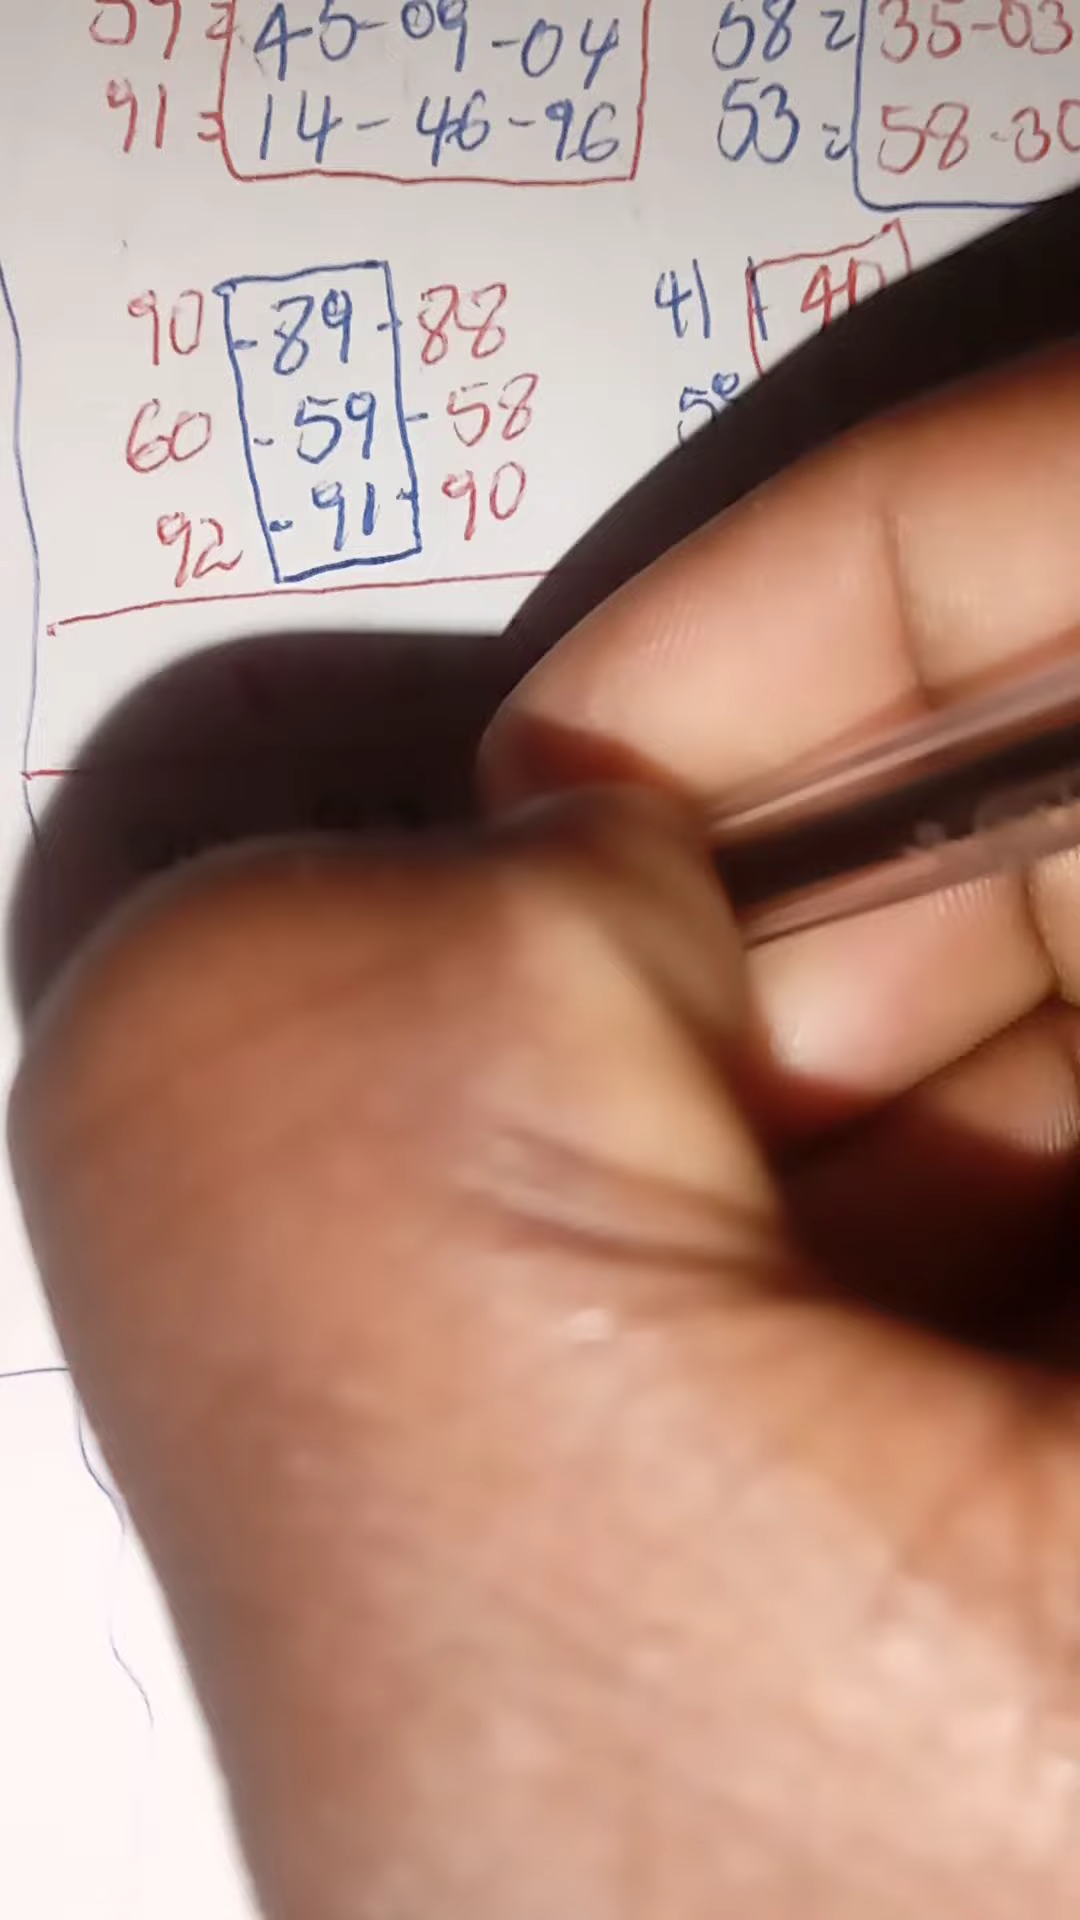 91 = 45-09-04 58 = 35-03
14-46-96 53 = 58-30
90 - 89 - 88 41 - 40
60 - 59 - 58
92 - 91 - 90